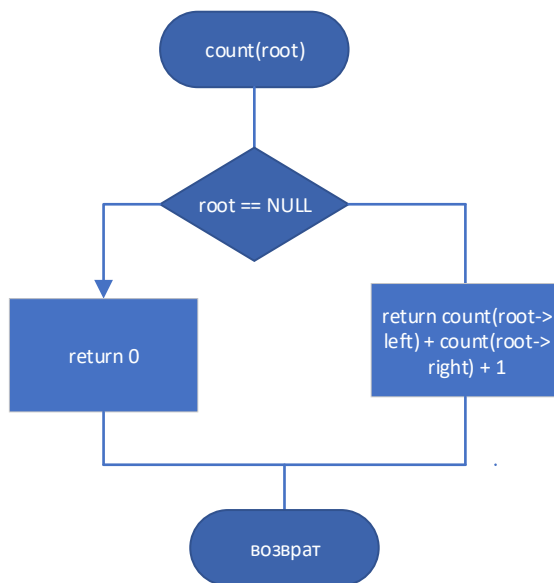 count(root)
root == NULL
return 0
return count(root->
left) + count(root->
right) + 1
возврат